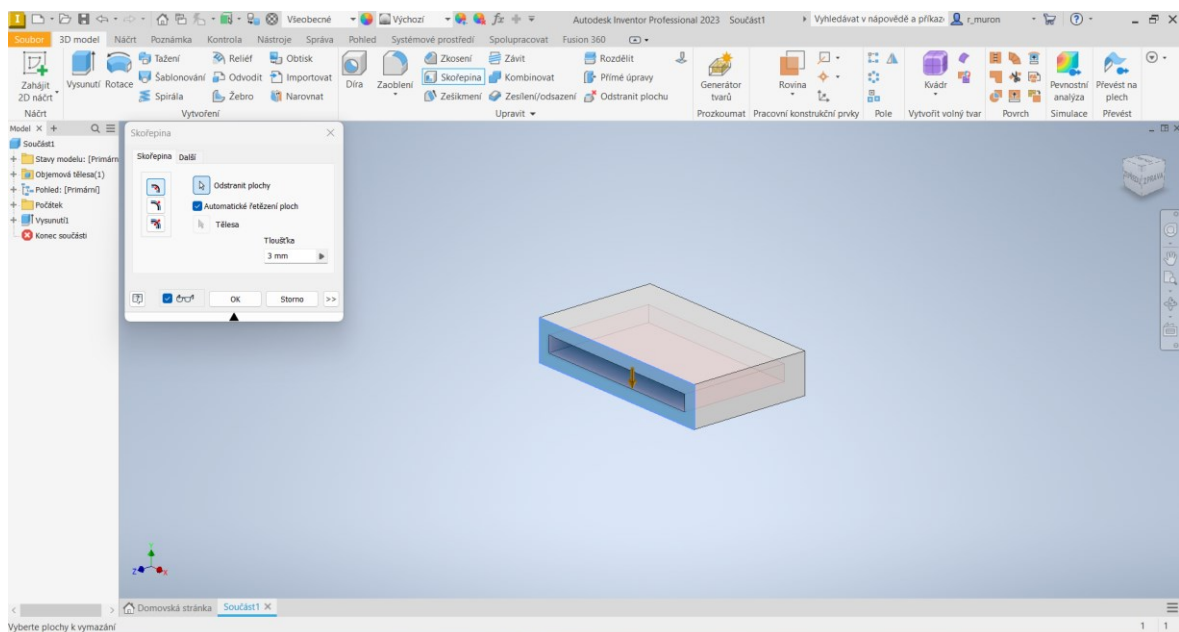 Všeobecné Výchozí fx Autodesk Inventor Professional 2023 Součást1 Vyhledávat v nápovědě a příkaz r_muron
Soubor 3D model Náčrt Poznámka Kontrola Nástroje Správa Pohled Systémové prostředí Spolupracovat Fusion 360
Zahájit 2D náčrt
Vysunutí Rotace
Tažení Reliéf Obtisk
Šablonování Odvodit Importovat
Spirála Žebro Narovnat
Díra Zaoblení
Zkosení Závit Rozdělit
Skořepina Kombinovat Přímé úpravy
Zešikmení Zesílení/odsazení Odstranit plochu
Generátor tvarů
Rovina
Kvádr
Pevnostní analýza
Převést na plech
Náčrt Vytvoření Upravit Prozkoumat Pracovní konstrukční prvky Pole Vytvořit volný tvar Povrch Simulace Převést
Model
Součást1
Stavy modelu: [Primárn
Objemová tělesa(1)
Pohled: [Primární]
Počátek
Vysunutí1
Konec součásti
Skořepina
Skořepina Další
Odstranit plochy
Automatické řetězení ploch
Tělesa
Tloušťka
3 mm
OK Storno >>
ZPRAVA
Y
Z X
Domovská stránka Součást1
Vyberte plochy k vymazání 1 1